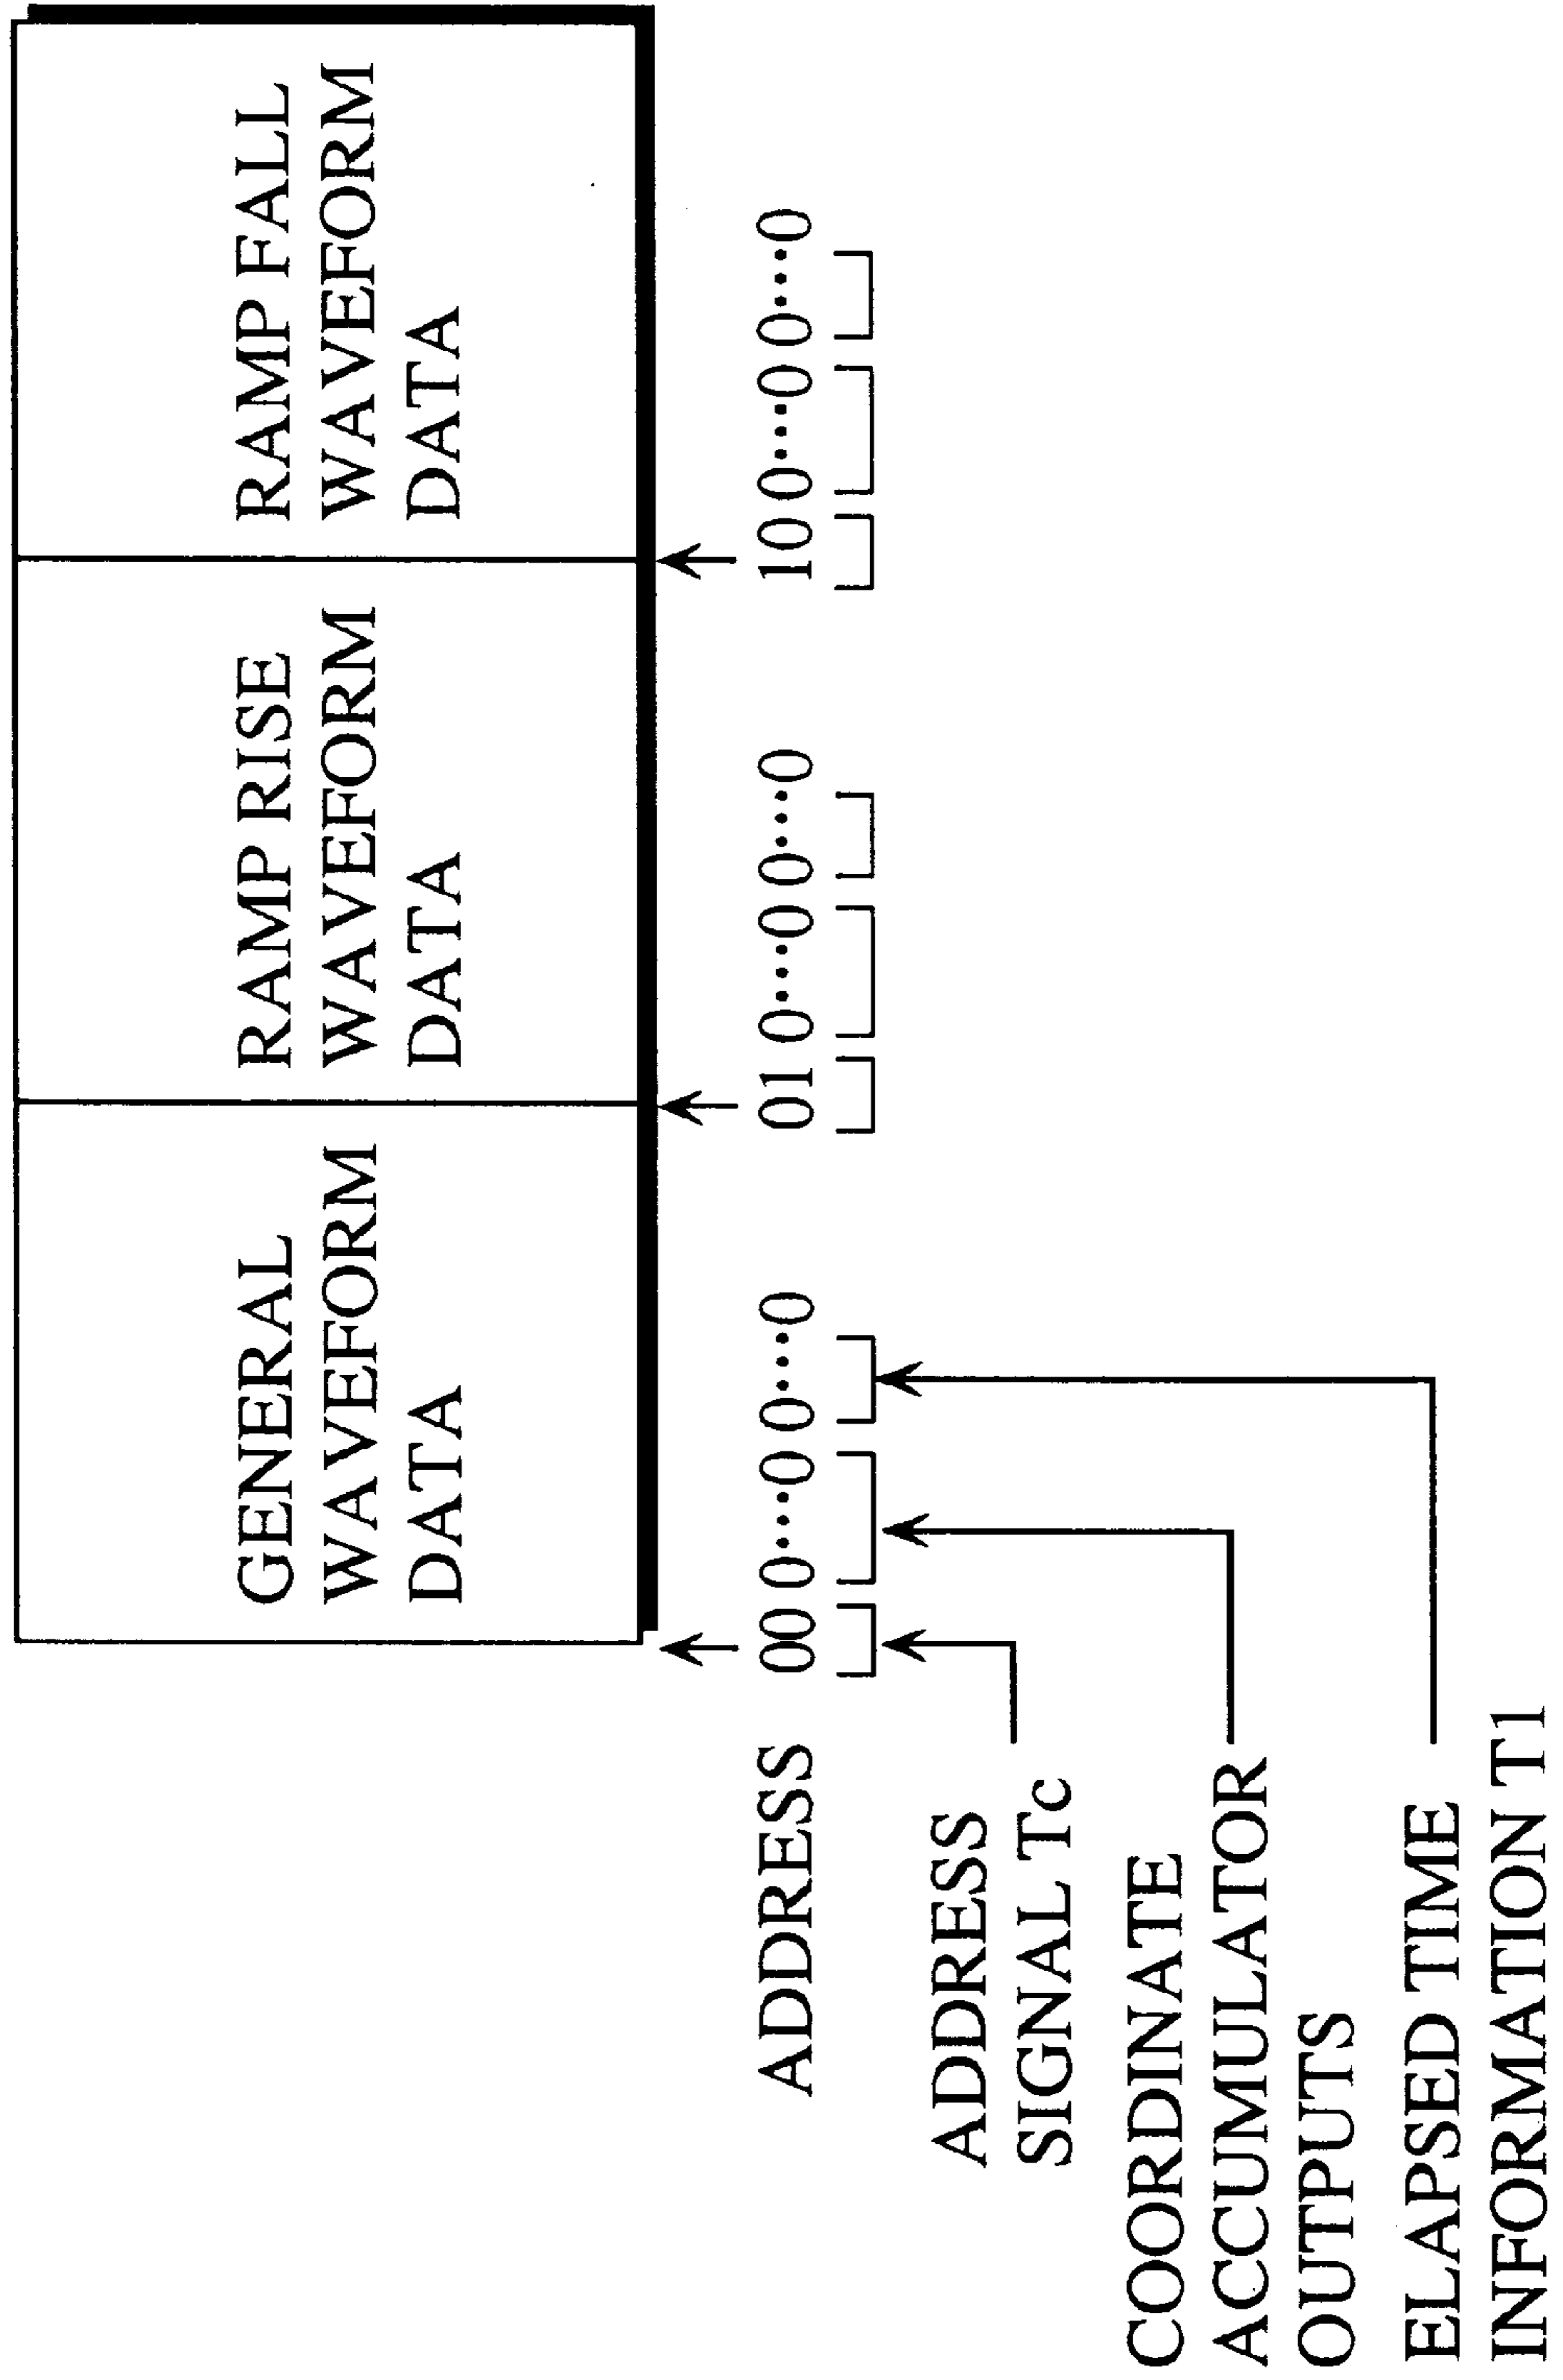 GENERAL
WAVEFORM
DATA
RAMP RISE
WAVEFORM
DATA
RAMP FALL
WAVEFORM
DATA
ADDRESS 00 0•••0 0•••0 01 0•••0 0•••0 10 0•••0 0•••0
ADDRESS
SIGNAL Tc
COORDINATE
ACCUMULATOR
OUTPUTS
ELAPSED TIME
INFORMATION T1